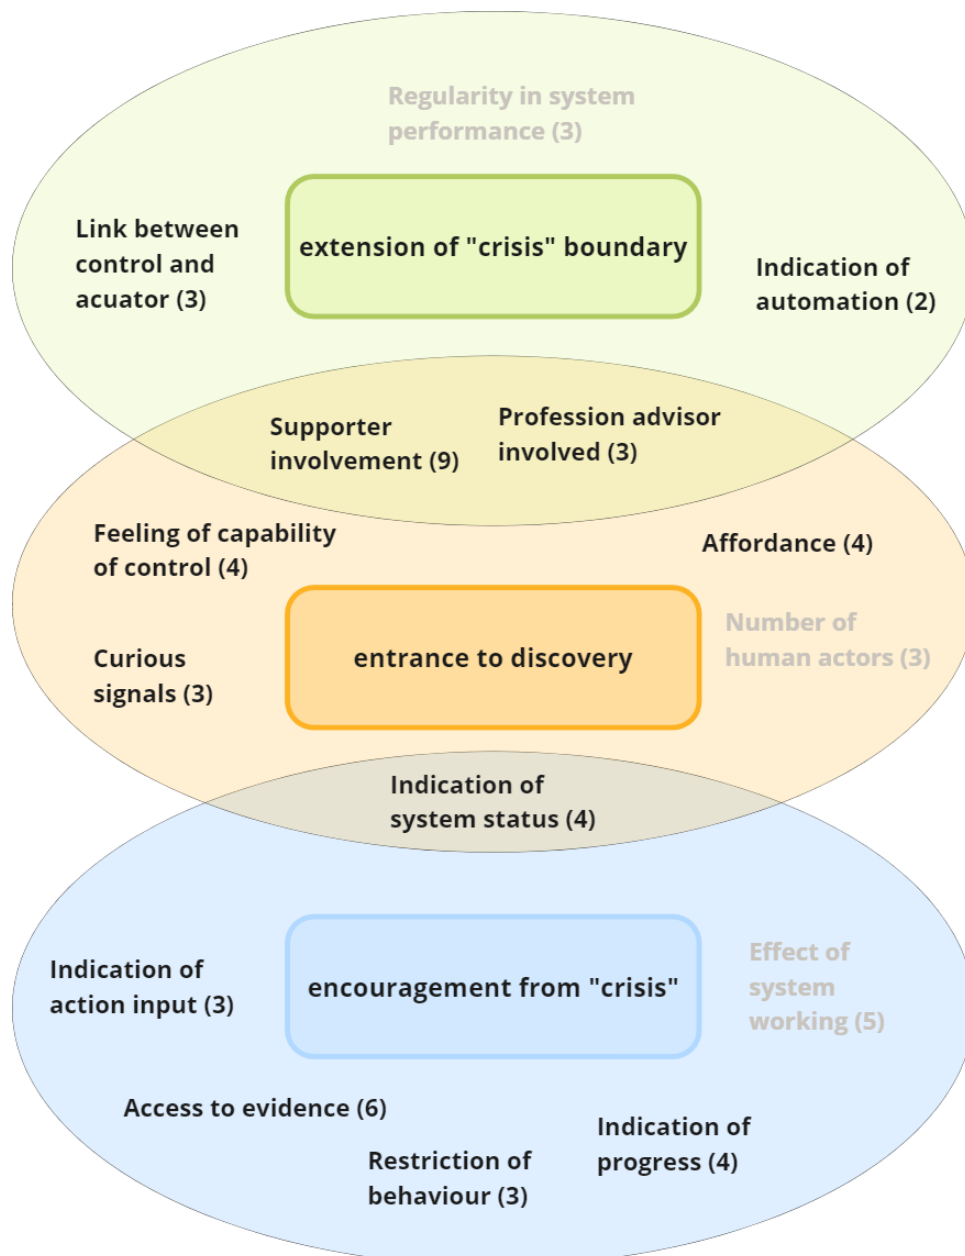 Regularity in system
performance (3)
extension of "crisis" boundary
Link between
control and
acuator (3)
Indication of
automation (2)
Supporter
involvement (9)
Profession advisor
involved (3)
Feeling of capability
of control (4)
Affordance (4)
entrance to discovery
Number of
human actors (3)
Curious
signals (3)
Indication of
system status (4)
Indication of
action input (3)
encouragement from "crisis"
Effect of
system
working (5)
Access to evidence (6)
Restriction of
behaviour (3)
Indication of
progress (4)